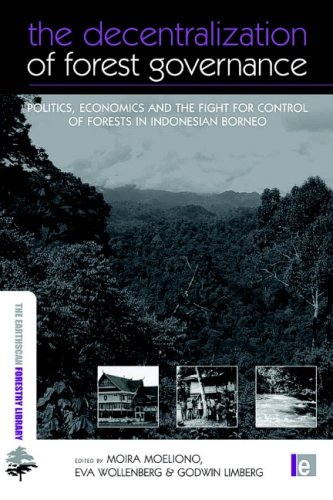 the decentralization
of forest governance
POLITICS, ECONOMICS AND THE FIGHT FOR CONTROL
OF FORESTS IN INDONESIAN BORNEO
THE EARTHSCAN FORESTRY LIBRARY
EDITED BY MOIRA MOELIONO,
EVA WOLLENBERG & GODWIN LIMBERG
e